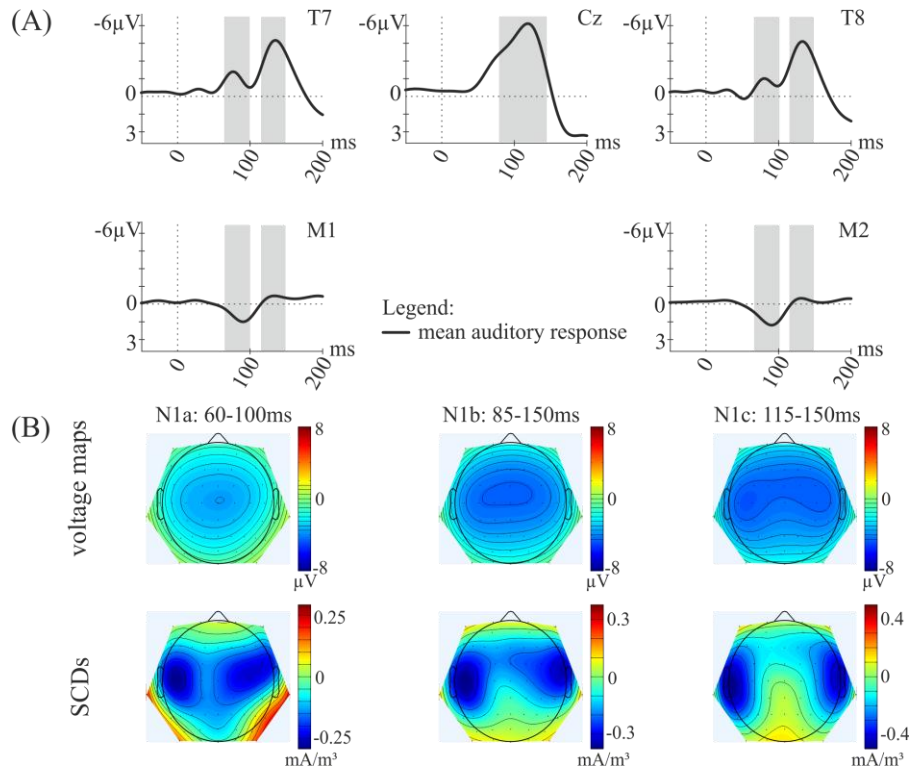 (A)
T7
-6µV
0
3
0
100
200
ms
Cz
-6µV
0
3
0
100
200
ms
T8
-6µV
0
3
0
100
200
ms
M1
-6µV
0
3
0
100
200
ms
Legend:
mean auditory response
M2
-6µV
0
3
0
100
200
ms
(B)
N1a: 60-100ms
N1b: 85-150ms
N1c: 115-150ms
voltage maps
8
0
-8
µV
8
0
-8
µV
8
0
-8
µV
SCDs
0.25
0
-0.25
mA/m³
0.3
0
-0.3
mA/m³
0.4
0
-0.4
mA/m³